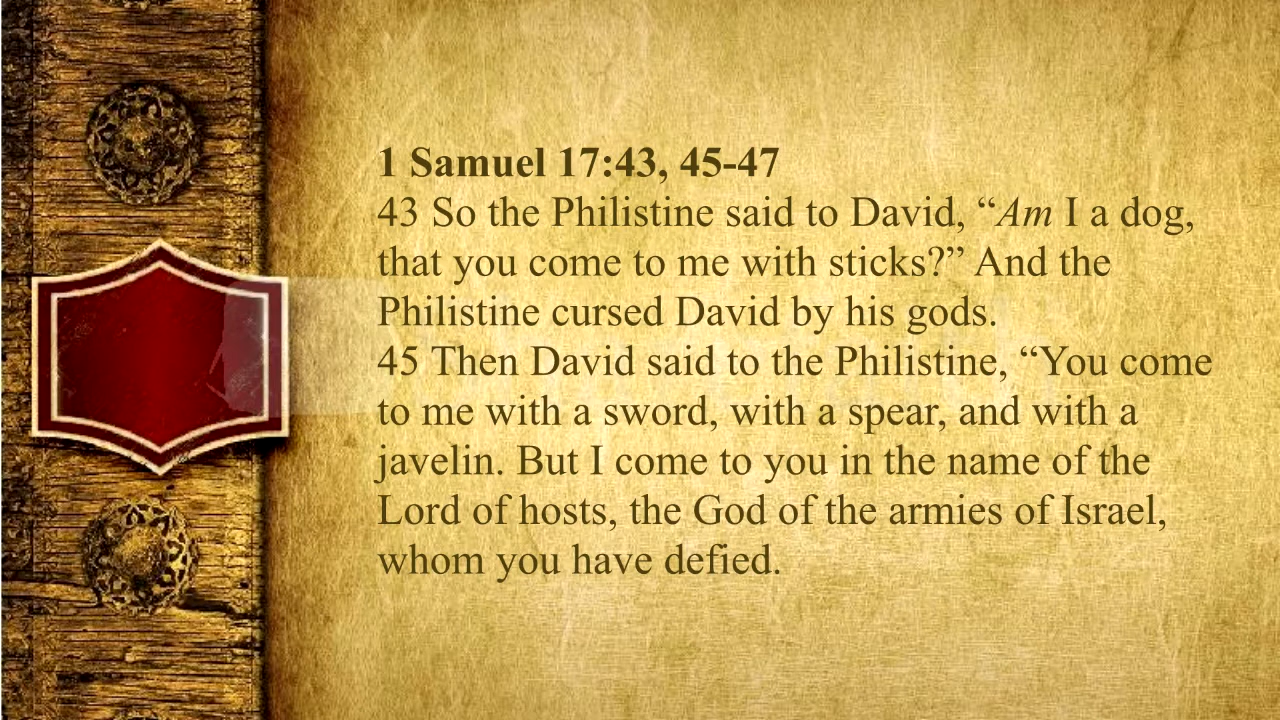 1 Samuel 17:43, 45-47
43 So the Philistine said to David, “Am I a dog,
that you come to me with sticks?” And the
Philistine cursed David by his gods.
45 Then David said to the Philistine, “You come
to me with a sword, with a spear, and with a
javelin. But I come to you in the name of the
Lord of hosts, the God of the armies of Israel,
whom you have defied.